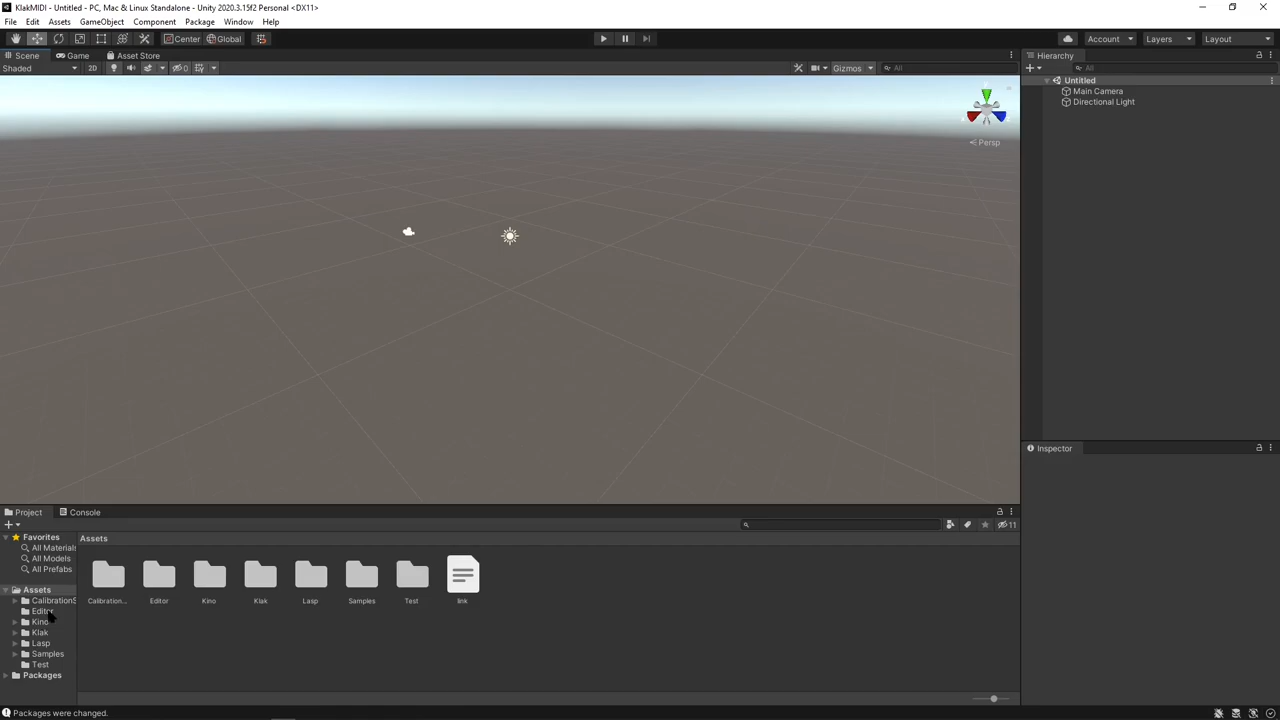 KlakMIDI - Untitled - PC, Mac & Linux Standalone - Unity 2020.3.15f2 Personal <DX11>
File Edit Assets GameObject Component Package Window Help
Center Global Account Layers Layout
Scene Game Asset Store
Shaded 2D 0 Gizmos All
Persp
Hierarchy
All
Untitled
Main Camera
Directional Light
Inspector
Project Console
11
Favorites
All Materials
All Models
All Prefabs
Assets
CalibrationS
Editor
Kino
Klak
Lasp
Samples
Test
Packages
Assets
Calibration... Editor Kino Klak Lasp Samples Test link
Packages were changed.